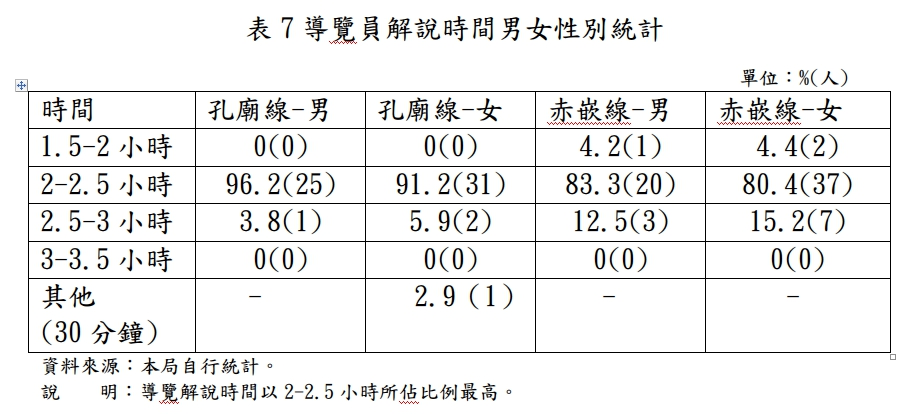 表 7 導覽員解說時間男女性別統計
單位：%(人)
時間 孔廟線-男 孔廟線-女 赤嵌線-男 赤嵌線-女
1.5-2 小時 0(0) 0(0) 4.2(1) 4.4(2)
2-2.5 小時 96.2(25) 91.2(31) 83.3(20) 80.4(37)
2.5-3 小時 3.8(1) 5.9(2) 12.5(3) 15.2(7)
3-3.5 小時 0(0) 0(0) 0(0) 0(0)
其他 - 2.9 (1) - -
(30 分鐘)
資料來源：本局自行統計。
說　　明：導覽解說時間以 2-2.5 小時所佔比例最高。